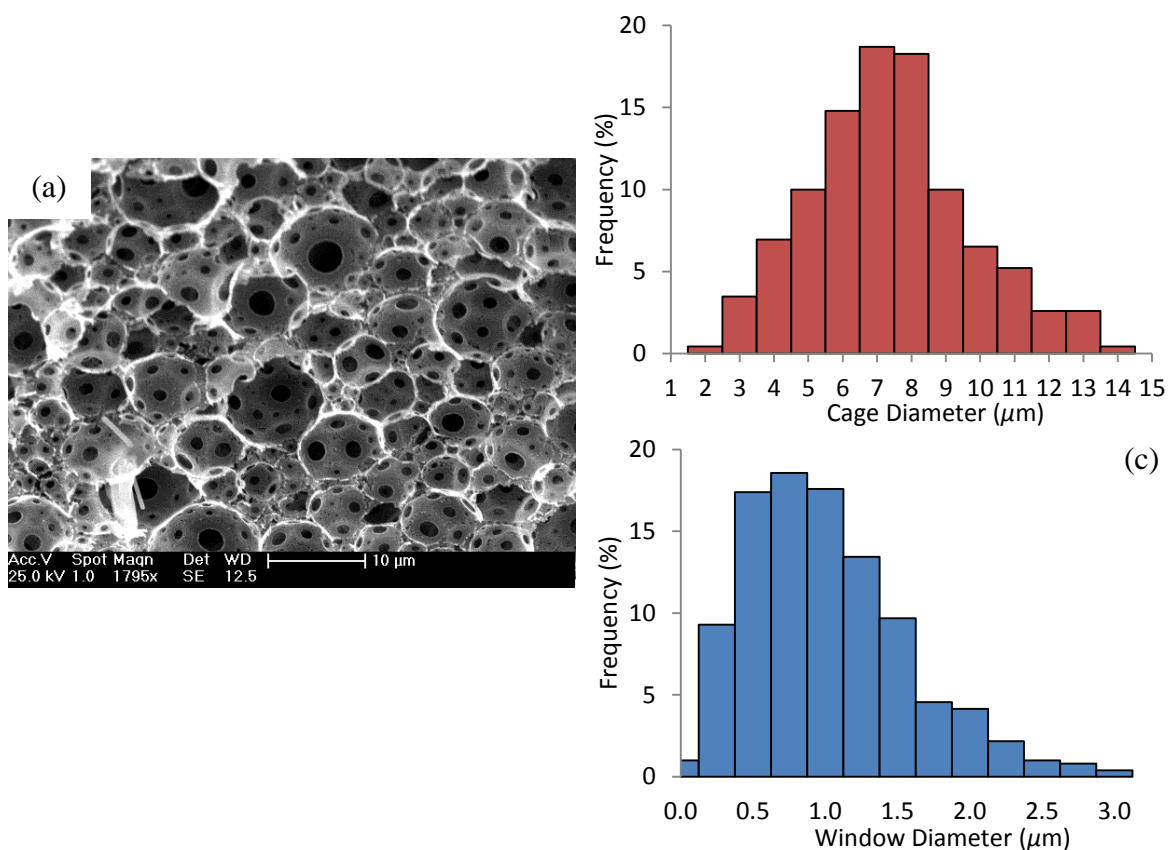 (a)
Acc.V Spot Magn Det WD 10 µm
25.0 kV 1.0 1795x SE 12.5
20
15
10
5
0
Frequency (%)
1 2 3 4 5 6 7 8 9 10 11 12 13 14 15
Cage Diameter (µm)
(c)
20
15
10
5
0
Frequency (%)
0.0 0.5 1.0 1.5 2.0 2.5 3.0
Window Diameter (µm)